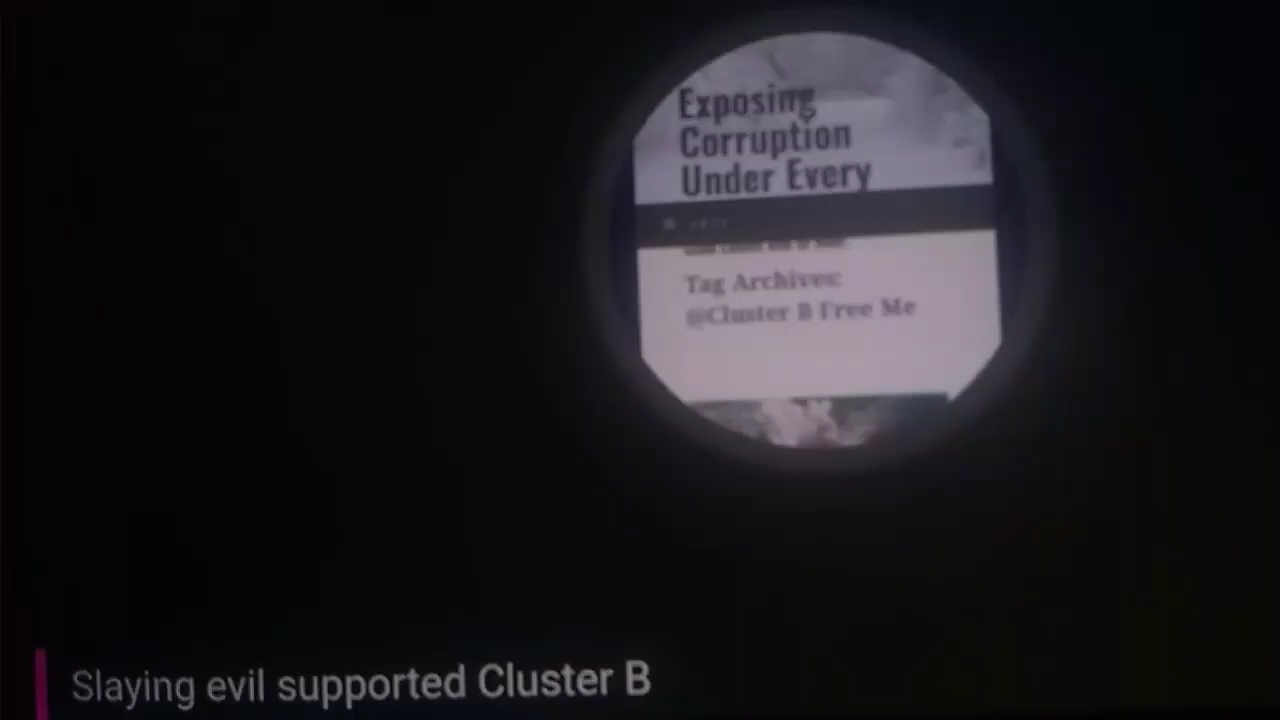 Exposing
Corruption
Under Every
Tag Archives:
@Cluster B Free Me
Slaying evil supported Cluster B